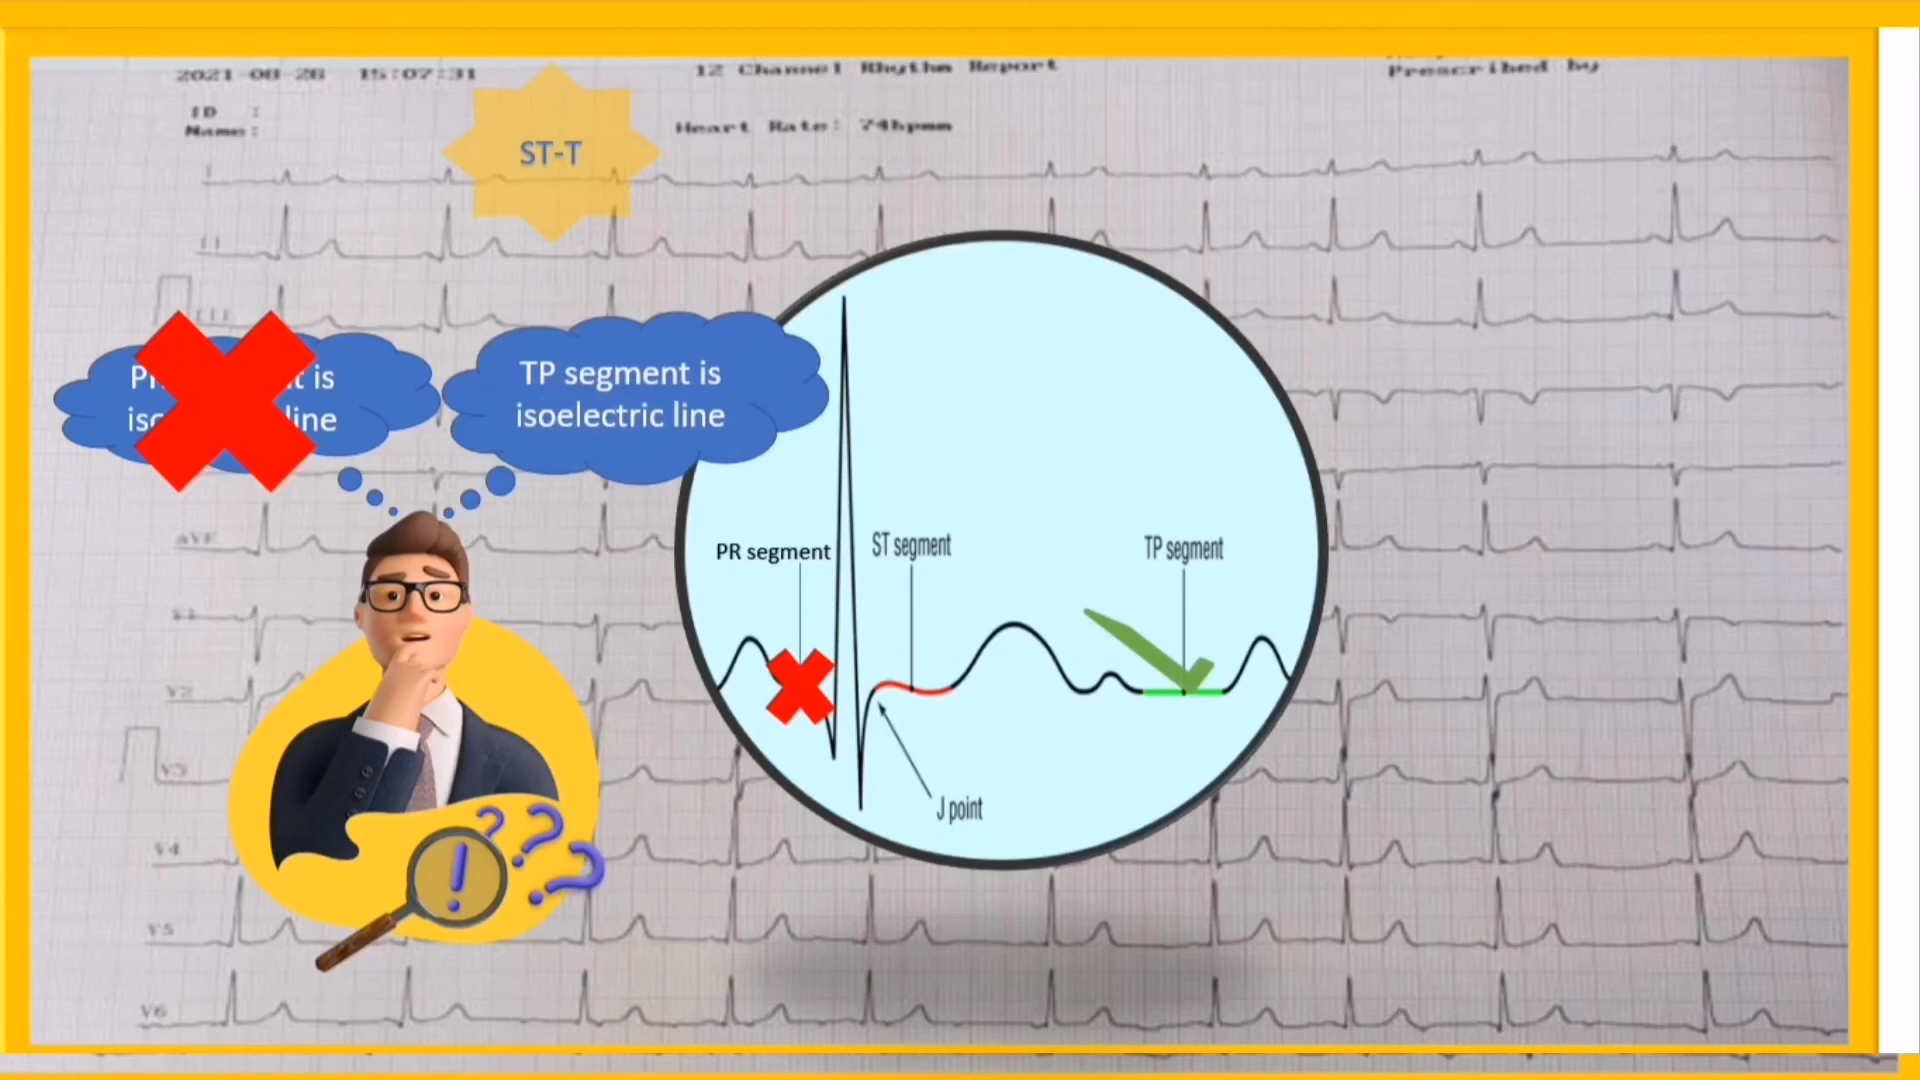 2021-08-28 15:07:31
12 Channel Rhythm Report
Prescribed by
ID :
Name:
Heart Rate: 74bpm
ST-T
I
II
III
is
line
TP segment is
isoelectric line
PR segment
ST segment
TP segment
J point
aVF
V1
V2
V3
V4
V5
V6
!
? ? ?